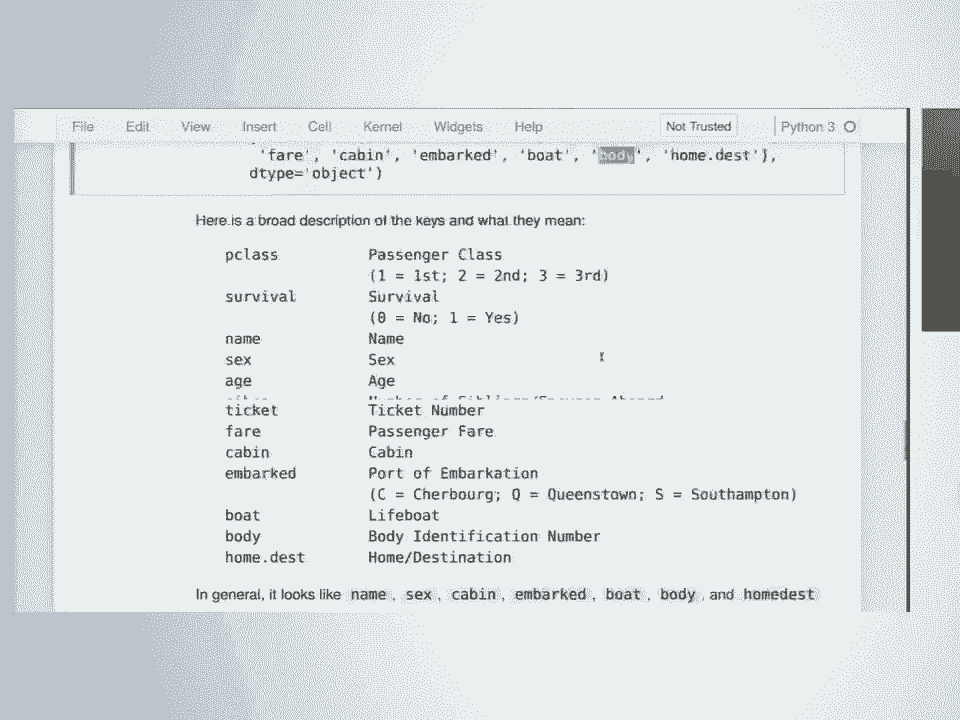 File Edit View Insert Cell Kernel Widgets Help Not Trusted Python 3
'fare', 'cabin', 'embarked', 'boat', 'body', 'home.dest'],
dtype='object')
Here is a broad description of the keys and what they mean:
pclass Passenger Class
(1 = 1st; 2 = 2nd; 3 = 3rd)
survival Survival
(0 = No; 1 = Yes)
name Name
sex Sex
age Age
ticket Ticket Number
fare Passenger Fare
cabin Cabin
embarked Port of Embarkation
(C = Cherbourg; Q = Queenstown; S = Southampton)
boat Lifeboat
body Body Identification Number
home.dest Home/Destination
In general, it looks like name, sex, cabin, embarked, boat, body, and homedest